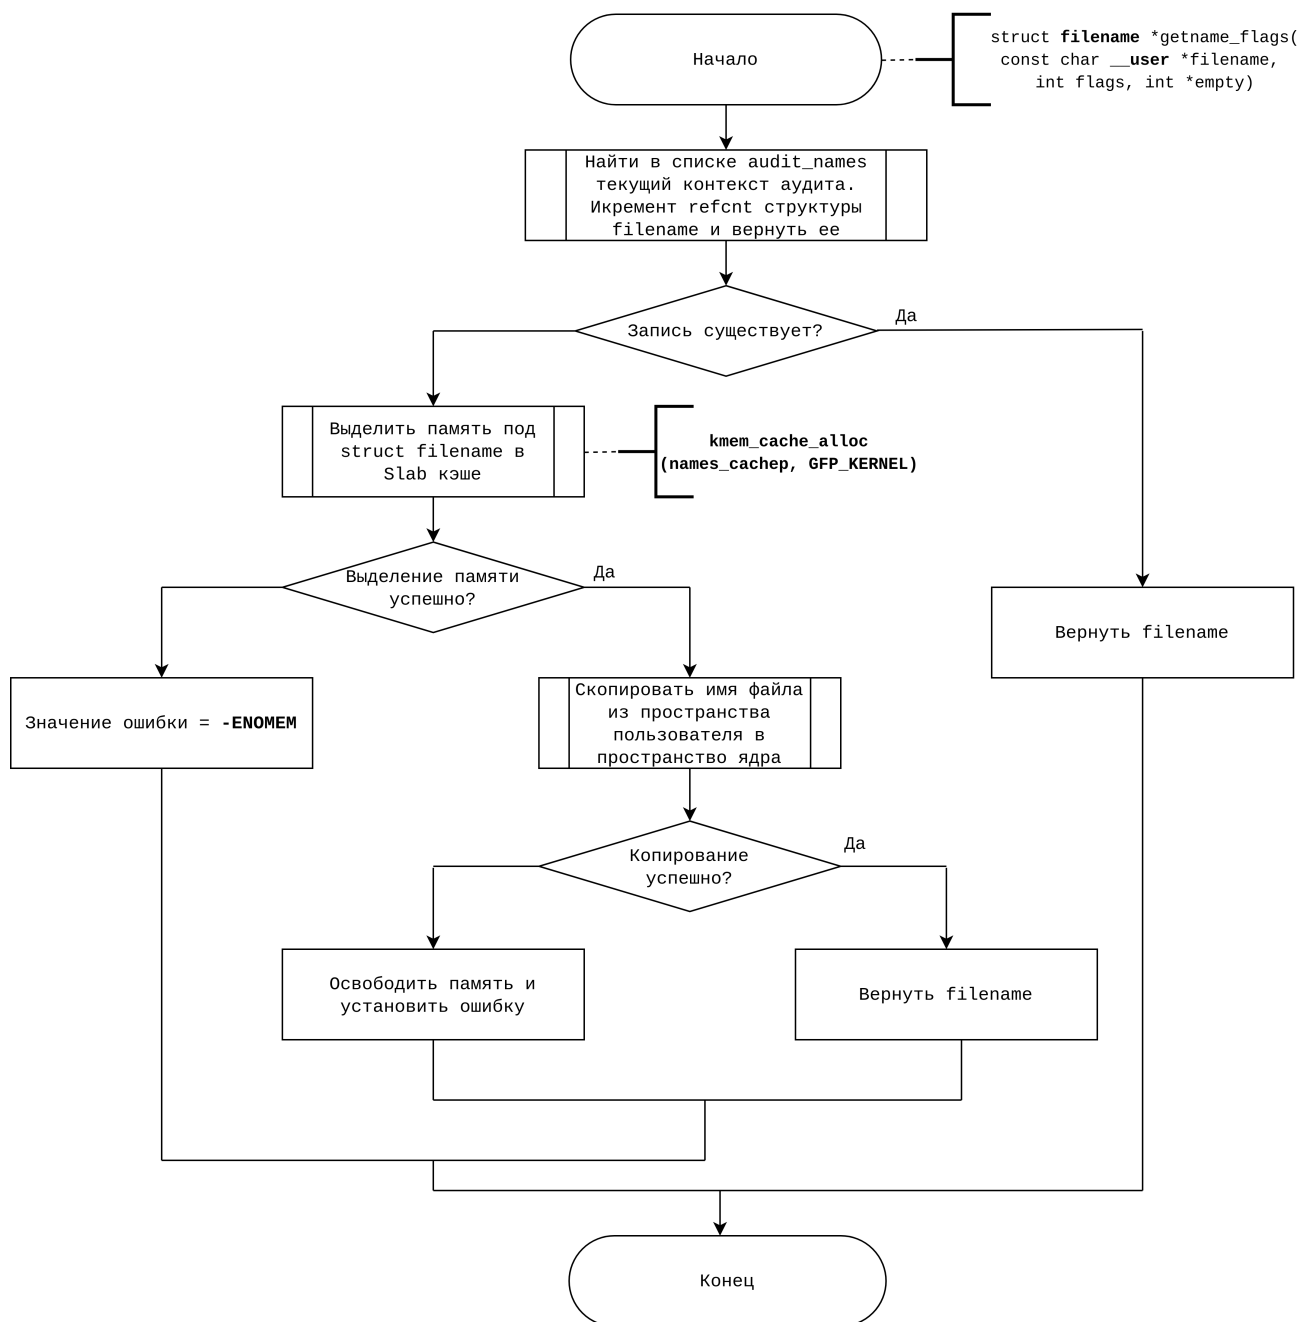 Начало
struct filename *getname_flags(
const char __user *filename,
int flags, int *empty)
Найти в списке audit_names
текущий контекст аудита.
Икремент refcnt структуры
filename и вернуть ее
Запись существует?
Да
Выделить память под
struct filename в
Slab кэше
kmem_cache_alloc
(names_cachep, GFP_KERNEL)
Выделение памяти
успешно?
Да
Вернуть filename
Значение ошибки = -ENOMEM
Скопировать имя файла
из пространства
пользователя в
пространство ядра
Копирование
успешно?
Да
Освободить память и
установить ошибку
Вернуть filename
Конец